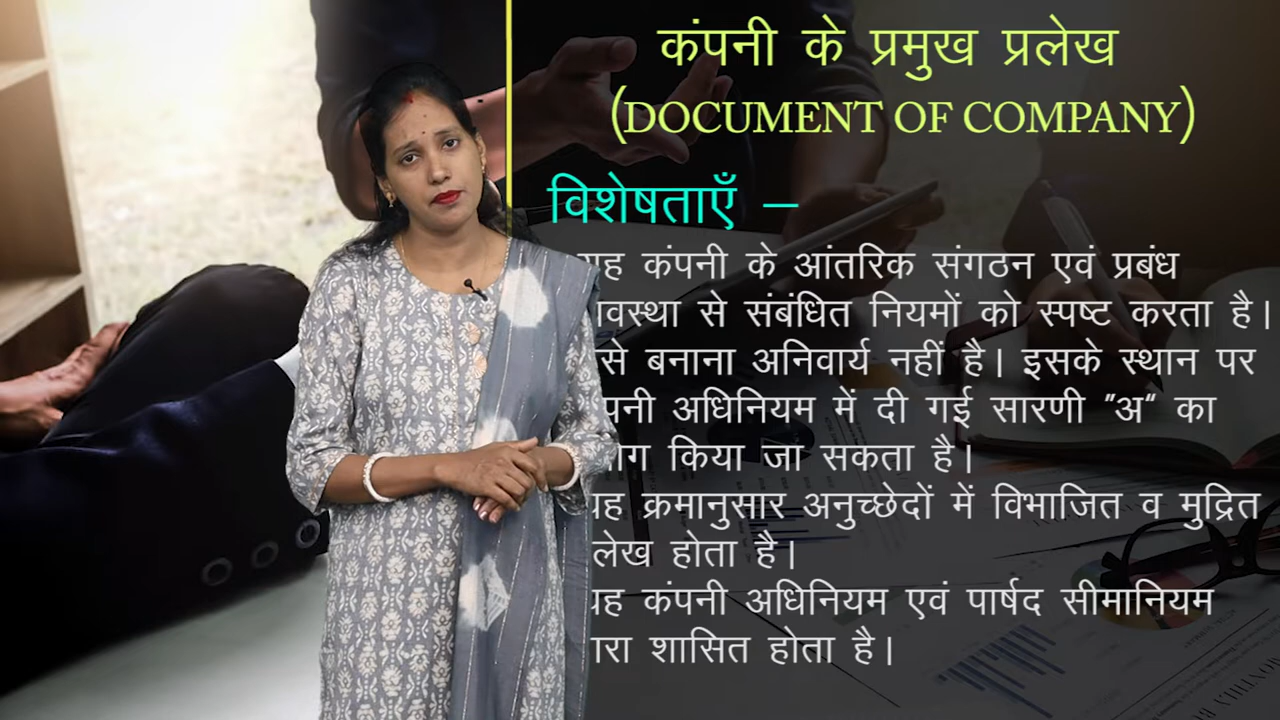 कंपनी के प्रमुख प्रलेख
(DOCUMENT OF COMPANY)
विशेषताएँ –
कंपनी के आंतरिक संगठन एवं प्रबंध
से संबंधित नियमों को स्पष्ट करता है।
बनाना अनिवार्य नहीं है। इसके स्थान पर
अधिनियम में दी गई सारणी "अ" का
किया जा सकता है।
क्रमानुसार अनुच्छेदों में विभाजित व मुद्रित
होता है।
कंपनी अधिनियम एवं पार्षद सीमानियम
शासित होता है।